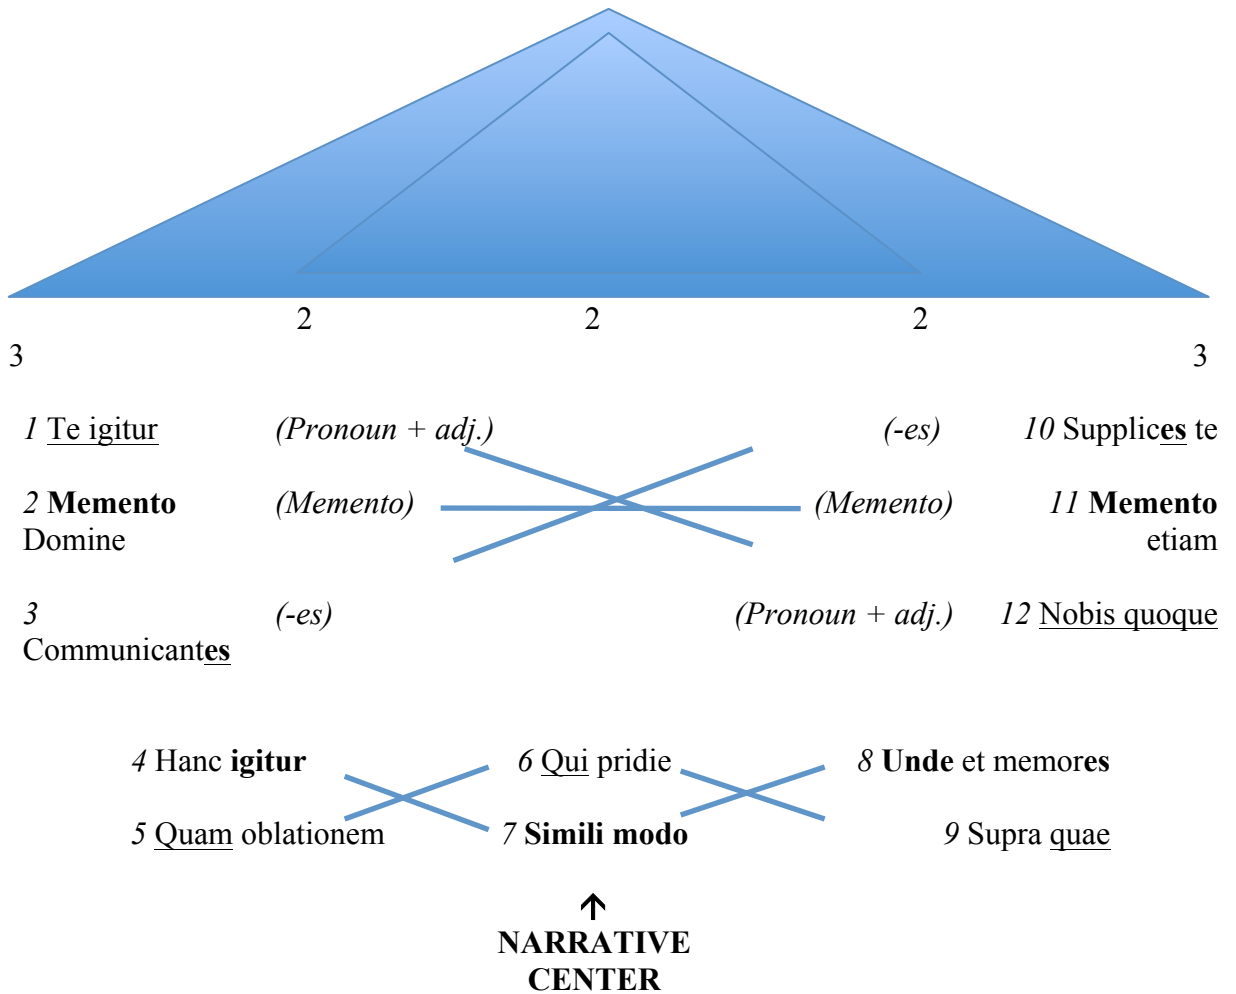 2 2 2
3 3
1 Te igitur (Pronoun + adj.) (-es) 10 Supplices te
2 Memento (Memento) (Memento) 11 Memento
Domine etiam
3 (-es) (Pronoun + adj.) 12 Nobis quoque
Communicantes
4 Hanc igitur 6 Qui pridie 8 Unde et memores
5 Quam oblationem 7 Simili modo 9 Supra quae
↑
NARRATIVE
CENTER